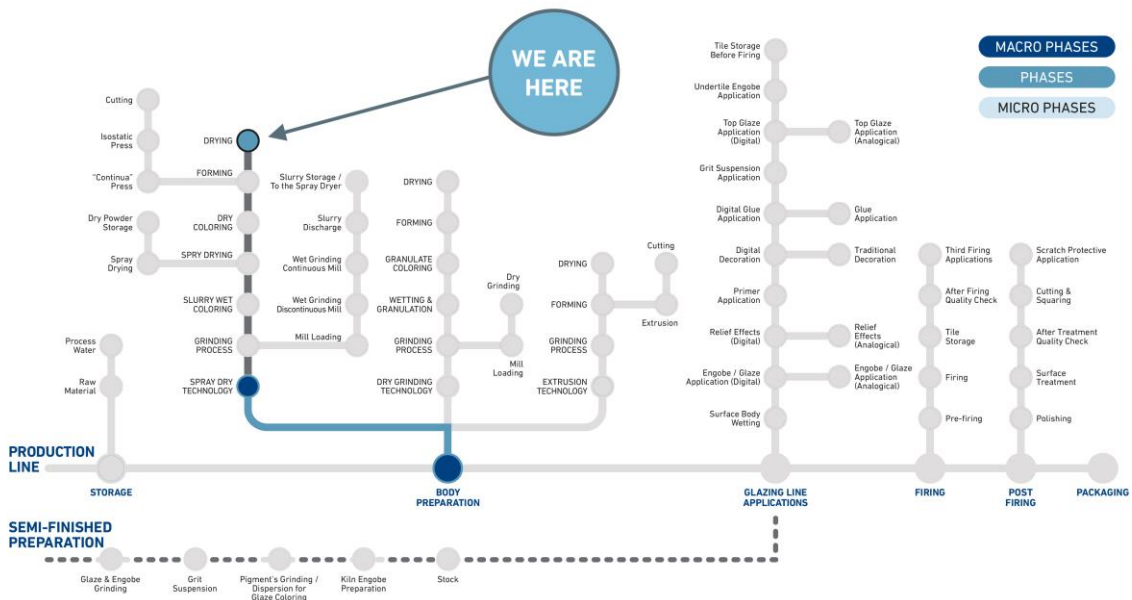 WE ARE
HERE
MACRO PHASES
PHASES
MICRO PHASES
Cutting
Isostatic
Press
"Continua"
Press
Dry Powder
Storage
Spray
Drying
Process
Water
Raw
Material
DRYING
FORMING
DRY
COLORING
SPRY DRYING
SLURRY WET
COLORING
GRINDING
PROCESS
SPRAY DRY
TECHNOLOGY
Slurry Storage /
To the Spray Dryer
Slurry
Discharge
Wet Grinding
Continuous Mill
Wet Grinding
Discontinuous Mill
Mill Loading
DRYING
FORMING
GRANULATE
COLORING
WETTING &
GRANULATION
GRINDING
PROCESS
DRY GRINDING
TECHNOLOGY
Dry
Grinding
Mill
Loading
DRYING
FORMING
GRINDING
PROCESS
EXTRUSION
TECHNOLOGY
Cutting
Extrusion
Tile Storage
Before Firing
Undertile Engobe
Application
Top Glaze
Application
(Digital)
Top Glaze
Application
(Analogical)
Grit Suspension
Application
Digital Glue
Application
Glue
Application
Digital
Decoration
Traditional
Decoration
Primer
Application
Relief Effects
(Digital)
Relief
Effects
(Analogical)
Engobe / Glaze
Application (Digital)
Engobe / Glaze
Application
(Analogical)
Surface Body
Wetting
Third Firing
Applications
After Firing
Quality Check
Tile
Storage
Firing
Pre-firing
Scratch Protective
Application
Cutting &
Squaring
After Treatment
Quality Check
Surface
Treatment
Polishing
PRODUCTION
LINE
STORAGE
BODY
PREPARATION
GLAZING LINE
APPLICATIONS
FIRING
POST
FIRING
PACKAGING
SEMI-FINISHED
PREPARATION
Glaze & Engobe
Grinding
Grit
Suspension
Pigment's Grinding /
Dispersion for
Glaze Coloring
Kiln Engobe
Preparation
Stock